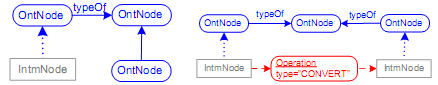 OntNode typeOf OntNode
IntmNode OntNode
OntNode typeOf OntNode typeOf OntNode
IntmNode Operation type="CONVERT" IntmNode